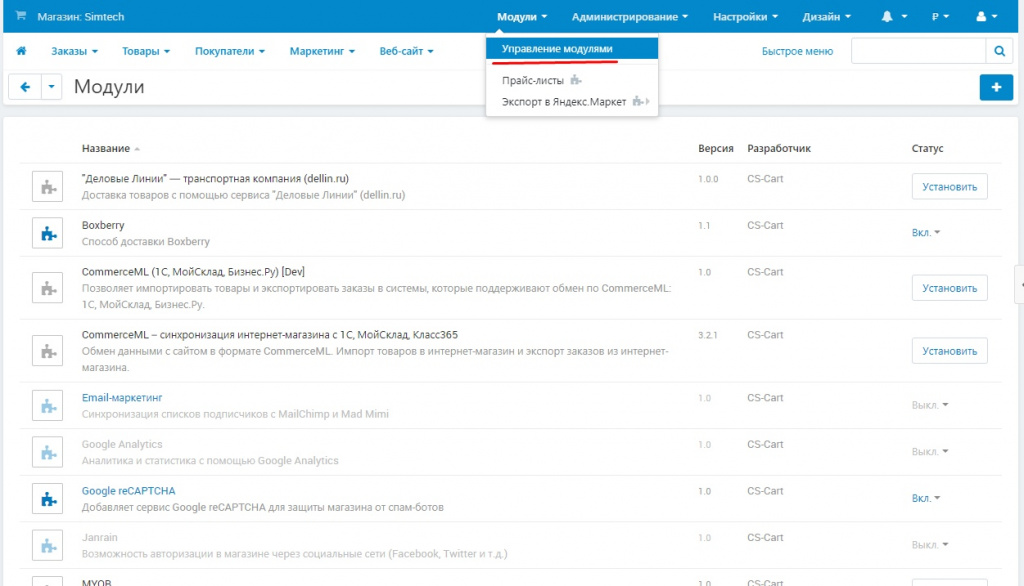 Магазин: Simtech
Модули
Администрирование
Настройки
Дизайн
₽
Заказы
Товары
Покупатели
Маркетинг
Веб-сайт
Управление модулями
Прайс-листы
Экспорт в Яндекс.Маркет
Быстрое меню
Модули
Название Версия Разработчик Статус
"Деловые Линии" — транспортная компания (dellin.ru) 1.0.0 CS-Cart Установить
Доставка товаров с помощью сервиса "Деловые Линии" (dellin.ru)
Boxberry 1.1 CS-Cart Вкл.
Способ доставки Boxberry
CommerceML (1С, МойСклад, Бизнес.Ру) [Dev] 1.0 CS-Cart Установить
Позволяет импортировать товары и экспортировать заказы в системы, которые поддерживают обмен по CommerceML:
1С, МойСклад, Бизнес.Ру.
CommerceML – синхронизация интернет-магазина с 1С, МойСклад, Класс365 3.2.1 CS-Cart Установить
Обмен данными с сайтом в формате CommerceML. Импорт товаров в интернет-магазин и экспорт заказов из интернет-
магазина.
Email-маркетинг 1.0 CS-Cart Выкл.
Синхронизация списков подписчиков с MailChimp и Mad Mimi
Google Analytics 1.0 CS-Cart Выкл.
Аналитика и статистика с помощью Google Analytics
Google reCAPTCHA 1.0 CS-Cart Вкл.
Добавляет сервис Google reCAPTCHA для защиты магазина от спам-ботов
Janrain 1.0 CS-Cart Выкл.
Возможность авторизации в магазине через социальные сети (Facebook, Twitter и т.д.)
MYOB 1.0 CS-Cart